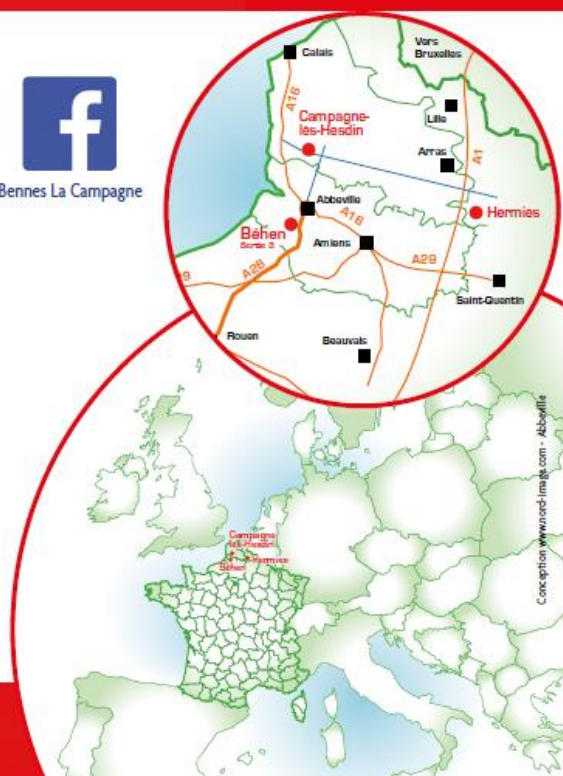 Bennes La Campagne
Calais
Vers
Bruxelles
A16
Lille
Campagne-
lès-Hesdin
Arras
A1
Abbeville
Hermies
A16
Béhen
Sortie 3
Amiens
A28
A29
9
Saint-Quentin
Rouen
Beauvais
Campagne
lès-Hesdin
Hermies
Béhen
Conception www.nord-image.com - Abbeville